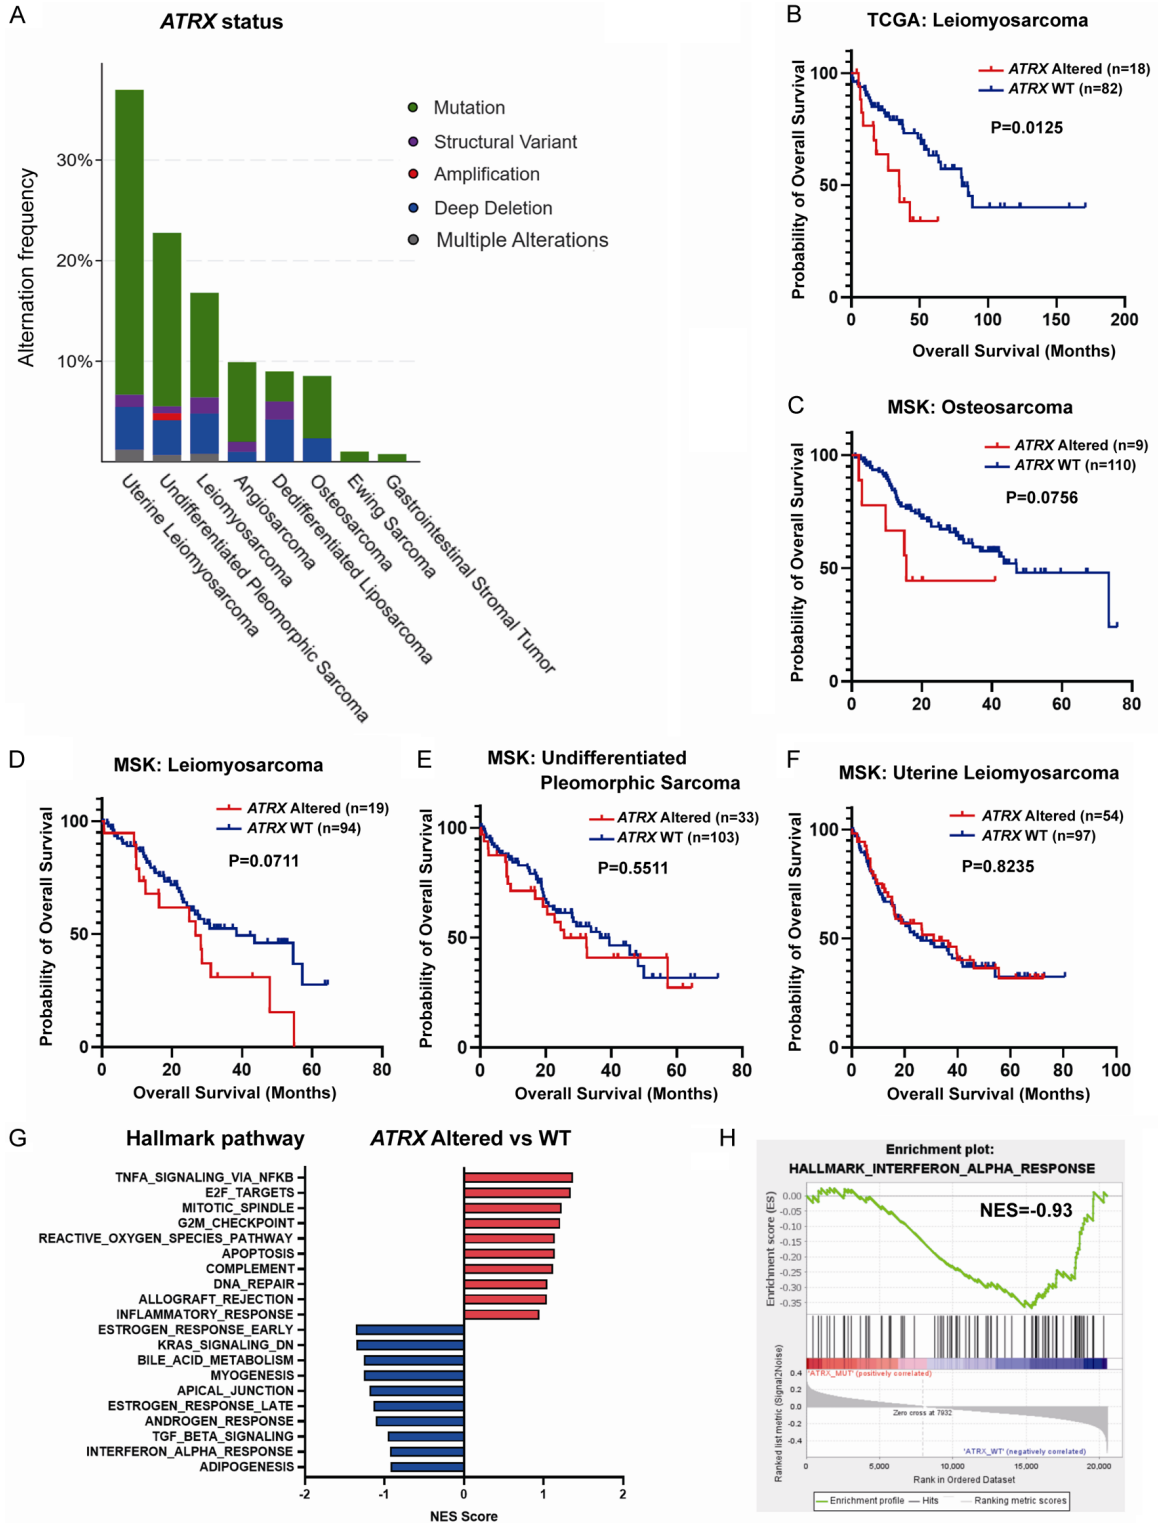 A
ATRX status
Alternation frequency
30%
20%
10%
Mutation
Structural Variant
Amplification
Deep Deletion
Multiple Alterations
Uterine Leiomyosarcoma
Undifferentiated Pleomorphic Sarcoma
Leiomyosarcoma
Angiosarcoma
Dedifferentiated Liposarcoma
Osteosarcoma
Ewing Sarcoma
Gastrointestinal Stromal Tumor
B
TCGA: Leiomyosarcoma
ATRX Altered (n=18)
ATRX WT (n=82)
P=0.0125
Probability of Overall Survival
100
50
0
0 50 100 150 200
Overall Survival (Months)
C
MSK: Osteosarcoma
ATRX Altered (n=9)
ATRX WT (n=110)
P=0.0756
Probability of Overall Survival
100
50
0
0 20 40 60 80
D
MSK: Leiomyosarcoma
ATRX Altered (n=19)
ATRX WT (n=94)
P=0.0711
Probability of Overall Survival
100
50
0
0 20 40 60 80
Overall Survival (Months)
E
MSK: Undifferentiated
Pleomorphic Sarcoma
ATRX Altered (n=33)
ATRX WT (n=103)
P=0.5511
Probability of Overall Survival
100
50
0
0 20 40 60 80
Overall Survival (Months)
F
MSK: Uterine Leiomyosarcoma
ATRX Altered (n=54)
ATRX WT (n=97)
P=0.8235
Probability of Overall Survival
100
50
0
0 20 40 60 80 100
Overall Survival (Months)
G
Hallmark pathway
ATRX Altered vs WT
TNFA_SIGNALING_VIA_NFKB
E2F_TARGETS
MITOTIC_SPINDLE
G2M_CHECKPOINT
REACTIVE_OXYGEN_SPECIES_PATHWAY
APOPTOSIS
COMPLEMENT
DNA_REPAIR
ALLOGRAFT_REJECTION
INFLAMMATORY_RESPONSE
ESTROGEN_RESPONSE_EARLY
KRAS_SIGNALING_DN
BILE_ACID_METABOLISM
MYOGENESIS
APICAL_JUNCTION
ESTROGEN_RESPONSE_LATE
ANDROGEN_RESPONSE
TGF_BETA_SIGNALING
INTERFERON_ALPHA_RESPONSE
ADIPOGENESIS
-2 -1 0 1 2
NES Score
H
Enrichment plot:
HALLMARK_INTERFERON_ALPHA_RESPONSE
NES=-0.93
Enrichment score (ES)
0.00
-0.05
-0.10
-0.15
-0.20
-0.25
-0.30
-0.35
'ATRX_MUT' (positively correlated)
Ranked list metric (Signal2Noise)
0.4
0.2
0.0
-0.2
-0.4
Zero cross at 7932
'ATRX_WT' (negatively correlated)
0 5,000 10,000 15,000 20,000
Rank in Ordered Dataset
Enrichment profile
Hits
Ranking metric scores